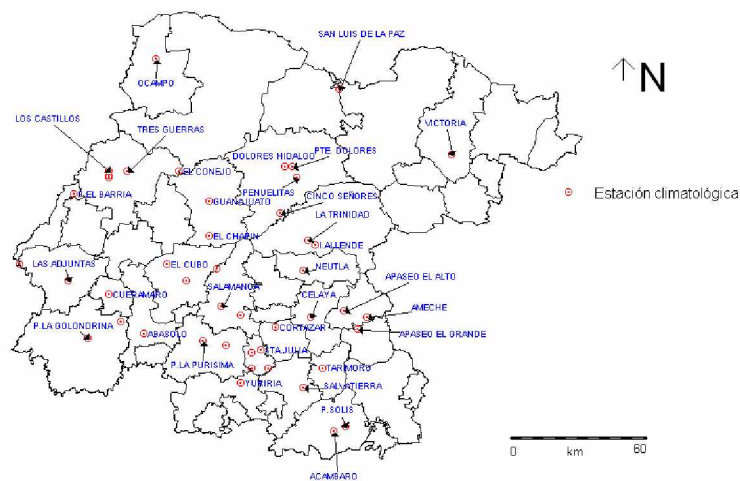 SAN LUIS DE LA PAZ
N
OCAMPO
LOS CASTILLOS
TRES GUERRAS
VICTORIA
DOLORES HIDALGO
PTE. DOLORES
EL CONEJO
PENUELITAS
P.EL BARRIA
GUANAJUATO
CINCO SEÑORES
Estación climatológica
LA TRINIDAD
EL CHAPIN
I.ALLENDE
LAS ADJUNTAS
EL CUBO
NEUTLA
APASEO EL ALTO
SALAMANCA
CUERAMARO
CELAYA
AMECHE
P.LA GOLONDRINA
ABASOLO
CORTAZAR
APASEO EL GRANDE
STA.JULIA
P.LA PURISIMA
TARIMORO
YURIRIA
SALVATIERRA
P.SOLIS
ACAMBARO
0 km 60